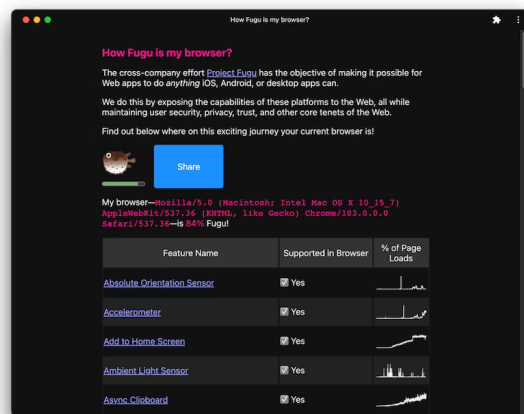 How Fugu is my browser?
How Fugu is my browser?
The cross-company effort Project Fugu has the objective of making it possible for
Web apps to do anything iOS, Android, or desktop apps can.
We do this by exposing the capabilities of these platforms to the Web, all while
maintaining user security, privacy, trust, and other core tenets of the Web.
Find out below where on this exciting journey your current browser is!
Share
My browser—Mozilla/5.0 (Macintosh; Intel Mac OS X 10_15_7)
AppleWebKit/537.36 (KHTML, like Gecko) Chrome/103.0.0.0
Safari/537.36—is 84% Fugu!
Feature Name Supported in Browser % of Page
Loads
Absolute Orientation Sensor Yes
Accelerometer Yes
Add to Home Screen Yes
Ambient Light Sensor Yes
Async Clipboard Yes